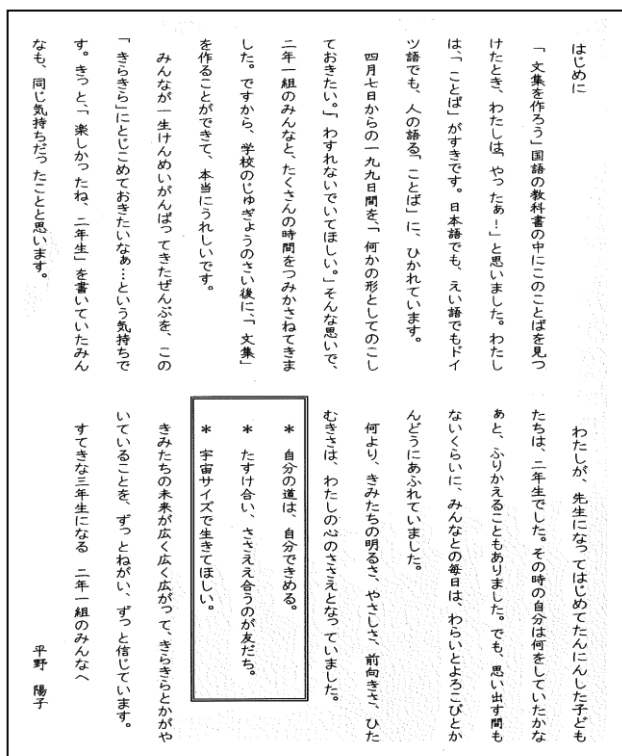 はじめに
「文集を作ろう」国語の教科書の中にこのことばを見つ
けたとき、わたしは、「やったぁ!」と思いました。わたし
は、「ことば」がすきです。日本語でも、えい語でもドイ
ツ語でも、人の語る「ことば」に、ひかれています。
四月七日からの一九九日間を、「何かの形としてのこし
ておきたい。」「わすれないでいてほしい。」そんな思いで、
二年一組のみんなと、たくさんの時間をつみかさねてきま
した。ですから、学校のじゅぎょうのさい後に、「文集」
を作ることができて、本当にうれしいです。
みんなが一生けんめいがんばってきたぜんぶを、この
「きらきら」にとじこめておきたいなぁ…という気持ちで
す。きっと、「楽しかったね、二年生」を書いていたみん
なも、同じ気持ちだったことと思います。
わたしが、先生になってはじめてたんにんした子ども
たちは、二年生でした。その時の自分は何をしていたかな
あと、ふりかえることもありました。でも、思い出す間も
ないくらいに、みんなとの毎日は、わらいとよろこびとか
んどうにあふれていました。
何より、きみたちの明るさ、やさしさ、前向きさ、ひた
むきさは、わたしの心のささえとなっていました。
* 自分の道は、自分できめる。
* たすけ合い、ささええ合うのが友だち。
* 宇宙サイズで生きてほしい。
きみたちの未来が広く広く広がって、きらきらとかがや
いていることを、ずっとねがい、ずっと信じています。
すてきな三年生になる 二年一組のみんなへ
平野 陽子